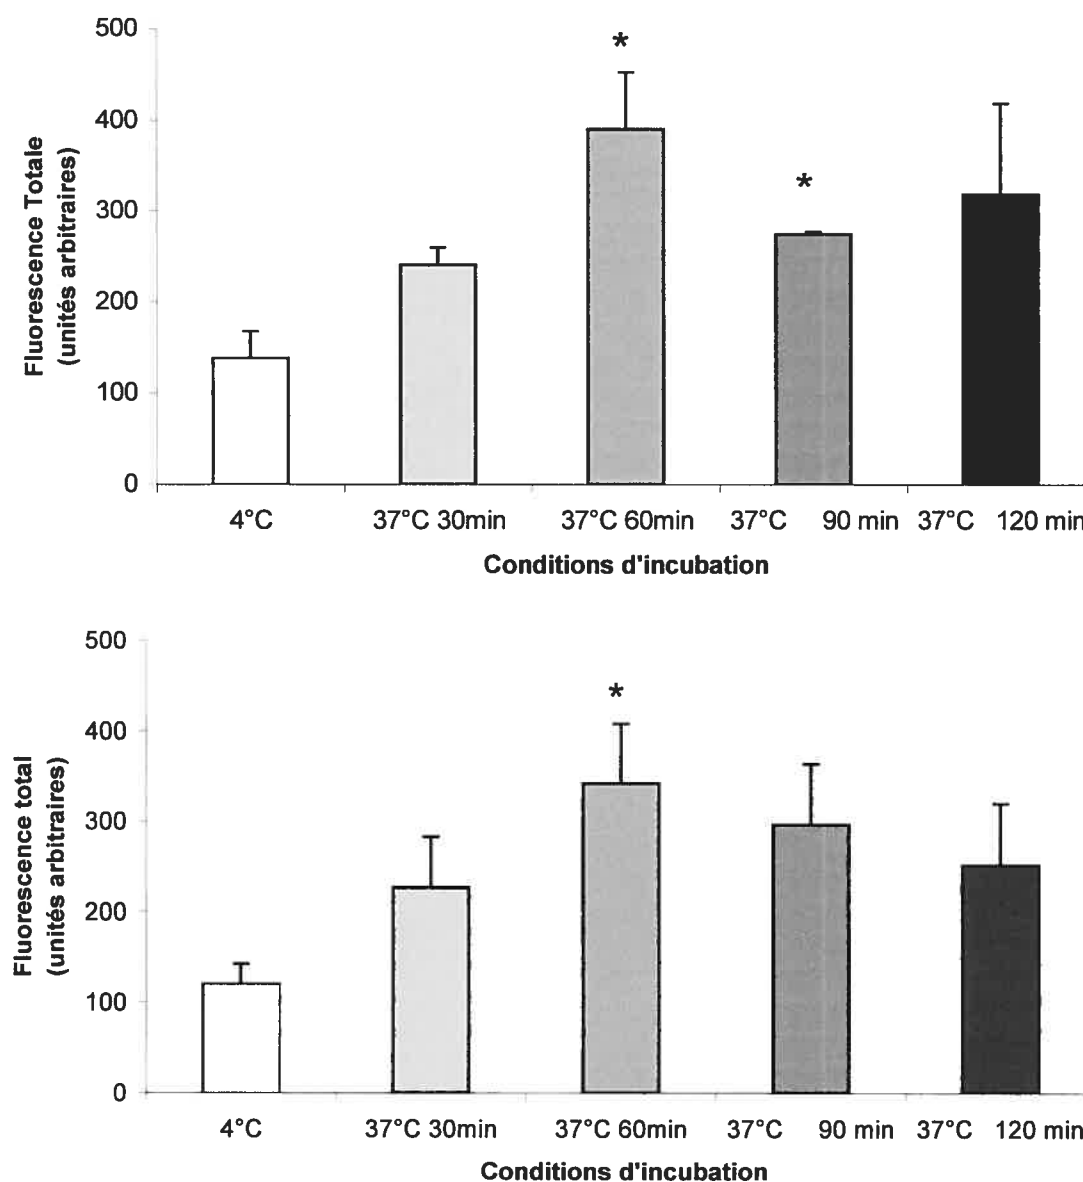 500
400
300
200
100
0
Fluorescence Totale
(unités arbitraires)
*
*
4°C 37°C 30min 37°C 60min 37°C 90 min 37°C 120 min
Conditions d'incubation
500
400
300
200
100
0
Fluorescence total
(unités arbitraires)
*
4°C 37°C 30min 37°C 60min 37°C 90 min 37°C 120 min
Conditions d'incubation